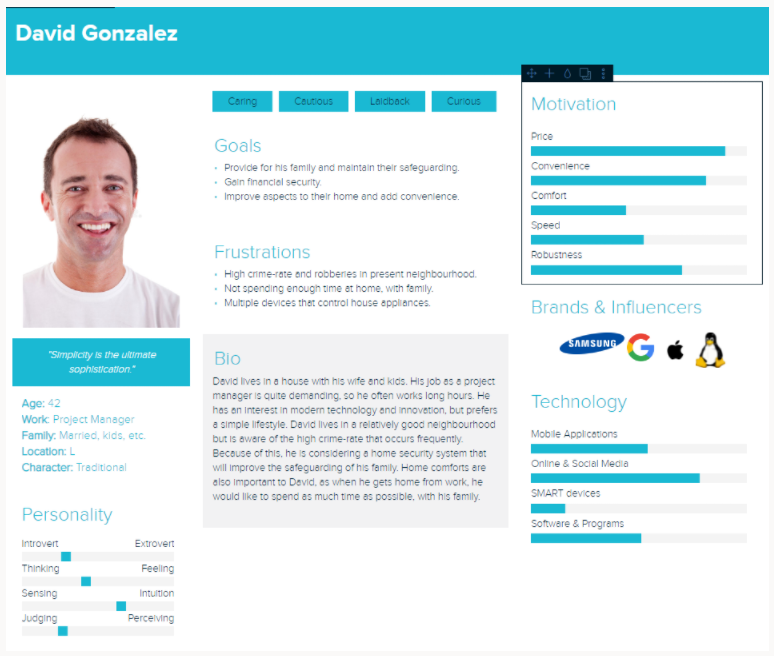 David Gonzalez
Caring
Cautious
Laidback
Curious
Goals
Provide for his family and maintain their safeguarding.
Gain financial security.
Improve aspects to their home and add convenience.
Frustrations
High crime-rate and robberies in present neighbourhood.
Not spending enough time at home, with family.
Multiple devices that control house appliances.
"Simplicity is the ultimate
sophistication."
Age: 42
Work: Project Manager
Family: Married, kids, etc.
Location: L
Character: Traditional
Personality
Introvert Extrovert
Thinking Feeling
Sensing Intuition
Judging Perceiving
Bio
David lives in a house with his wife and kids. His job as a project
manager is quite demanding, so he often works long hours. He
has an interest in modern technology and innovation, but prefers
a simple lifestyle. David lives in a relatively good neighbourhood
but is aware of the high crime-rate that occurs frequently.
Because of this, he is considering a home security system that
will improve the safeguarding of his family. Home comforts are
also important to David, as when he gets home from work, he
would like to spend as much time as possible, with his family.
Motivation
Price
Convenience
Comfort
Speed
Robustness
Brands & Influencers
SAMSUNG
G
Technology
Mobile Applications
Online & Social Media
SMART devices
Software & Programs